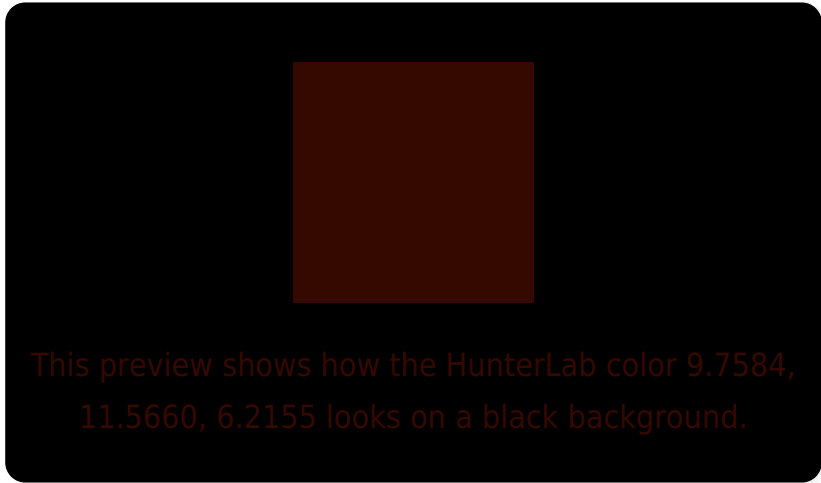 This preview shows how the HunterLab color 9.7584,
11.5660, 6.2155 looks on a black background.